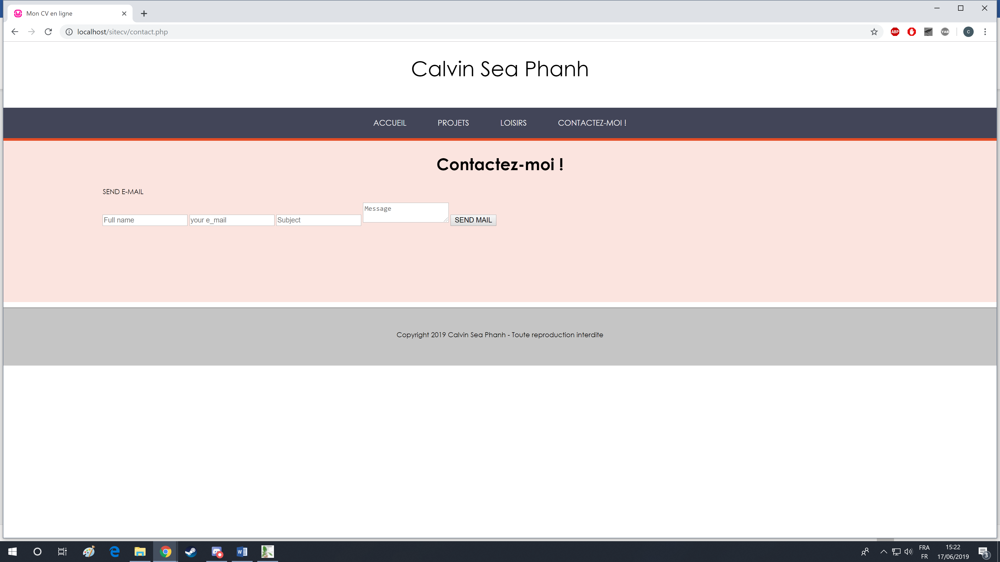 Mon CV en ligne
localhost/sitecv/contact.php
ABP
YAB
C
Calvin Sea Phanh
ACCUEIL PROJETS LOISIRS CONTACTEZ-MOI !
Contactez-moi !
SEND E-MAIL
Message
Full name your e_mail Subject SEND MAIL
Copyright 2019 Calvin Sea Phanh - Toute reproduction interdite
FRA
FR
15:22
17/06/2019
3